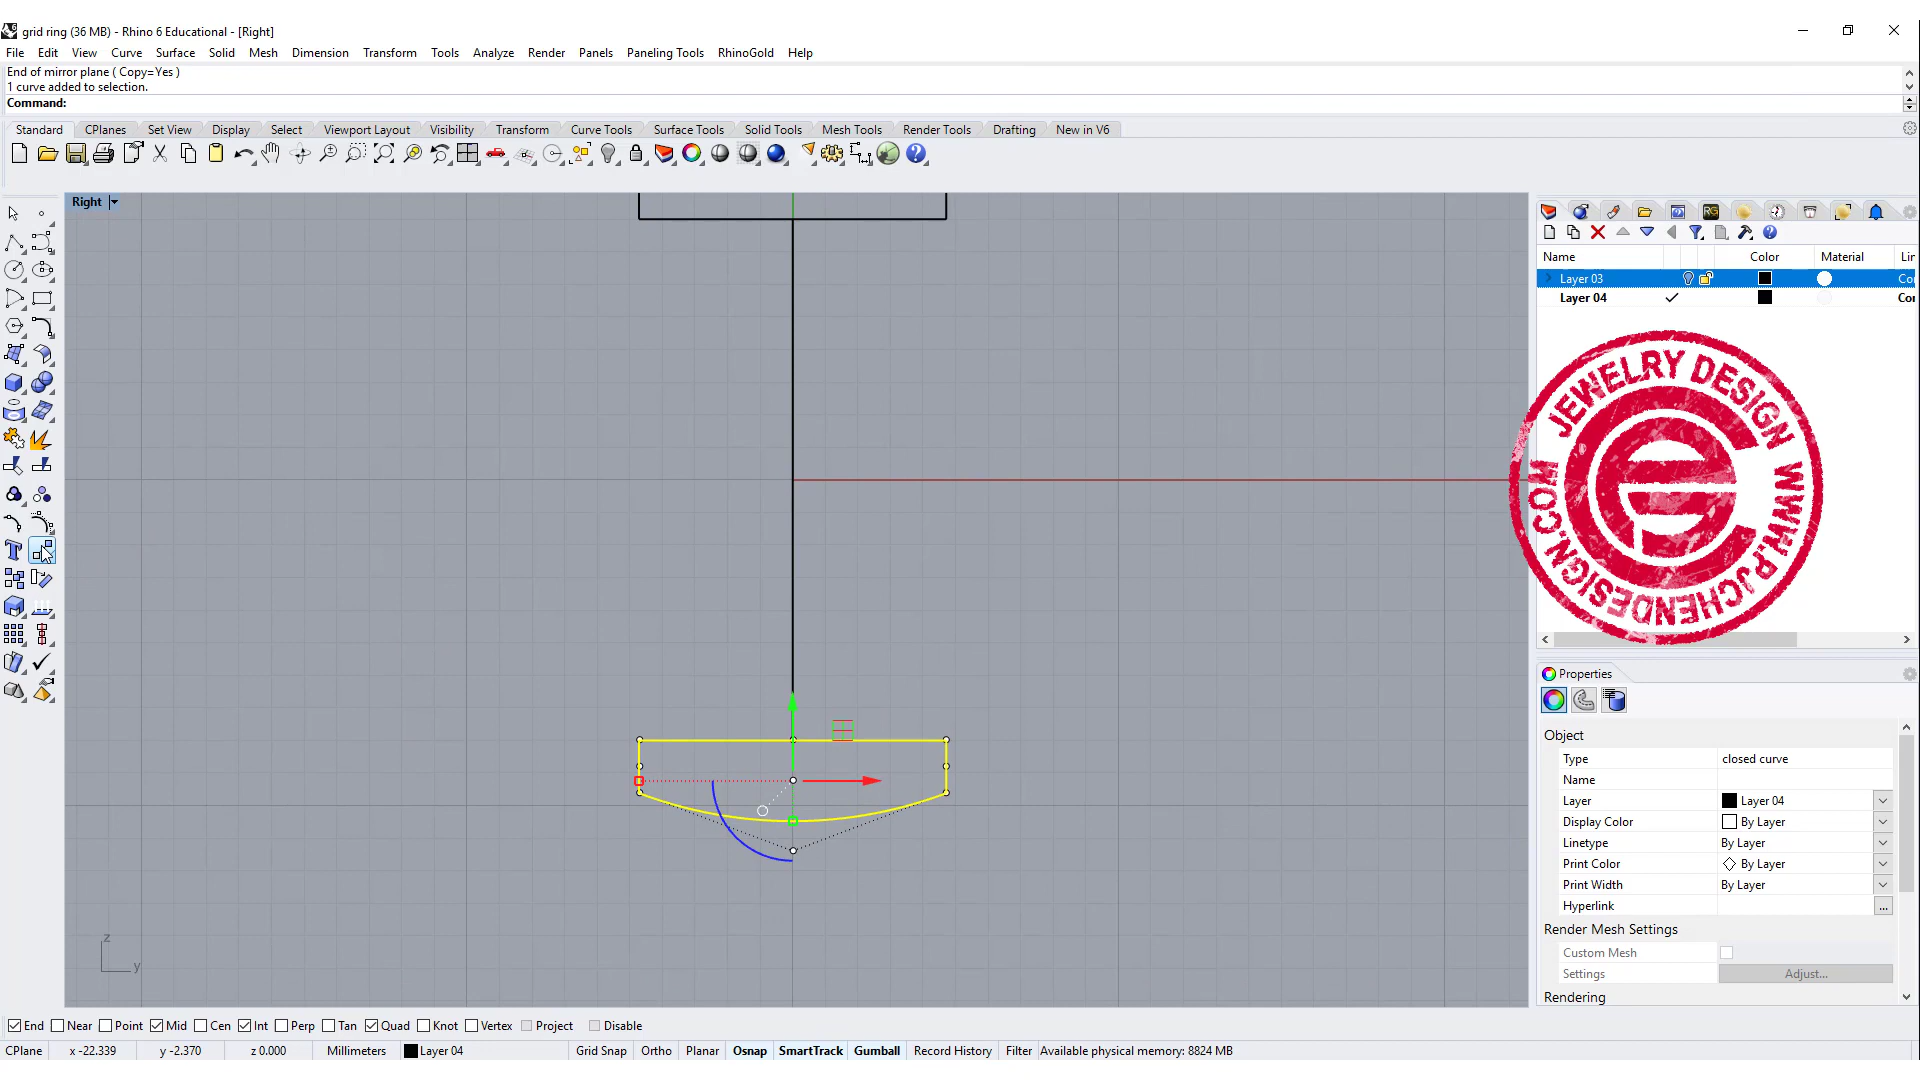 grid ring (36 MB) - Rhino 6 Educational - [Right]
File Edit View Curve Surface Solid Mesh Dimension Transform Tools Analyze Render Panels Paneling Tools RhinoGold Help
End of mirror plane ( Copy=Yes )
1 curve added to selection.
Command:
Standard CPlanes Set View Display Select Viewport Layout Visibility Transform Curve Tools Surface Tools Solid Tools Mesh Tools Render Tools Drafting New in V6
Right
RG
Name Color Material Lir
Layer 03 Co
Layer 04 Co
JEWELRY DESIGN WWW.PJCHENDESIGN.COM
Properties
Object
Type closed curve
Name
Layer Layer 04
Display Color By Layer
Linetype By Layer
Print Color By Layer
Print Width By Layer
Hyperlink ...
Render Mesh Settings
Custom Mesh
Settings Adjust...
Rendering
z
y
End Near Point Mid Cen Int Perp Tan Quad Knot Vertex Project Disable
CPlane x -22.339 y -2.370 z 0.000 Millimeters Layer 04 Grid Snap Ortho Planar Osnap SmartTrack Gumball Record History Filter Available physical memory: 8824 MB